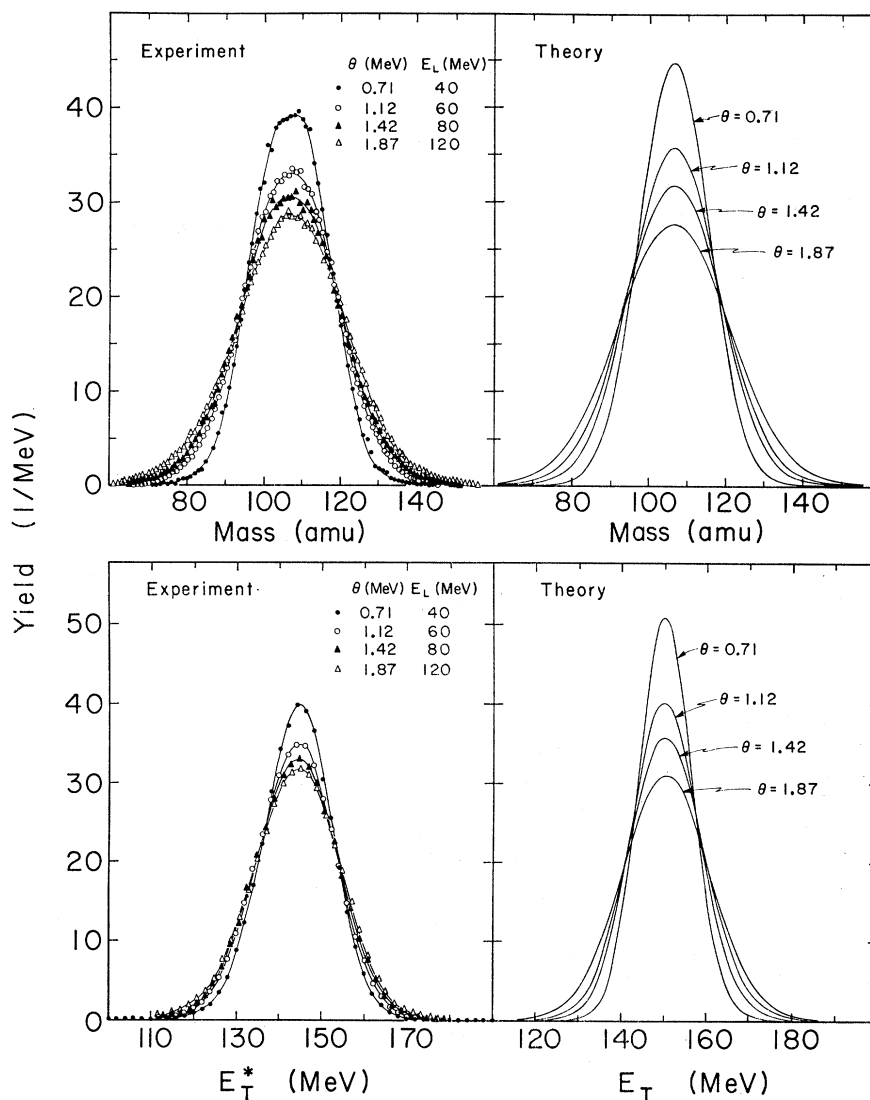 Experiment
θ (MeV) E_L (MeV)
0.71 40
1.12 60
1.42 80
1.87 120
Theory
θ = 0.71
θ = 1.12
θ = 1.42
θ = 1.87
40
30
20
10
0
80 100 120 140
Mass (amu)
80 100 120 140
Mass (amu)
Yield (1/MeV)
Experiment
θ (MeV) E_L (MeV)
0.71 40
1.12 60
1.42 80
1.87 120
Theory
θ = 0.71
θ = 1.12
θ = 1.42
θ = 1.87
50
40
30
20
10
0
110 130 150 170
E_T^* (MeV)
120 140 160 180
E_T (MeV)